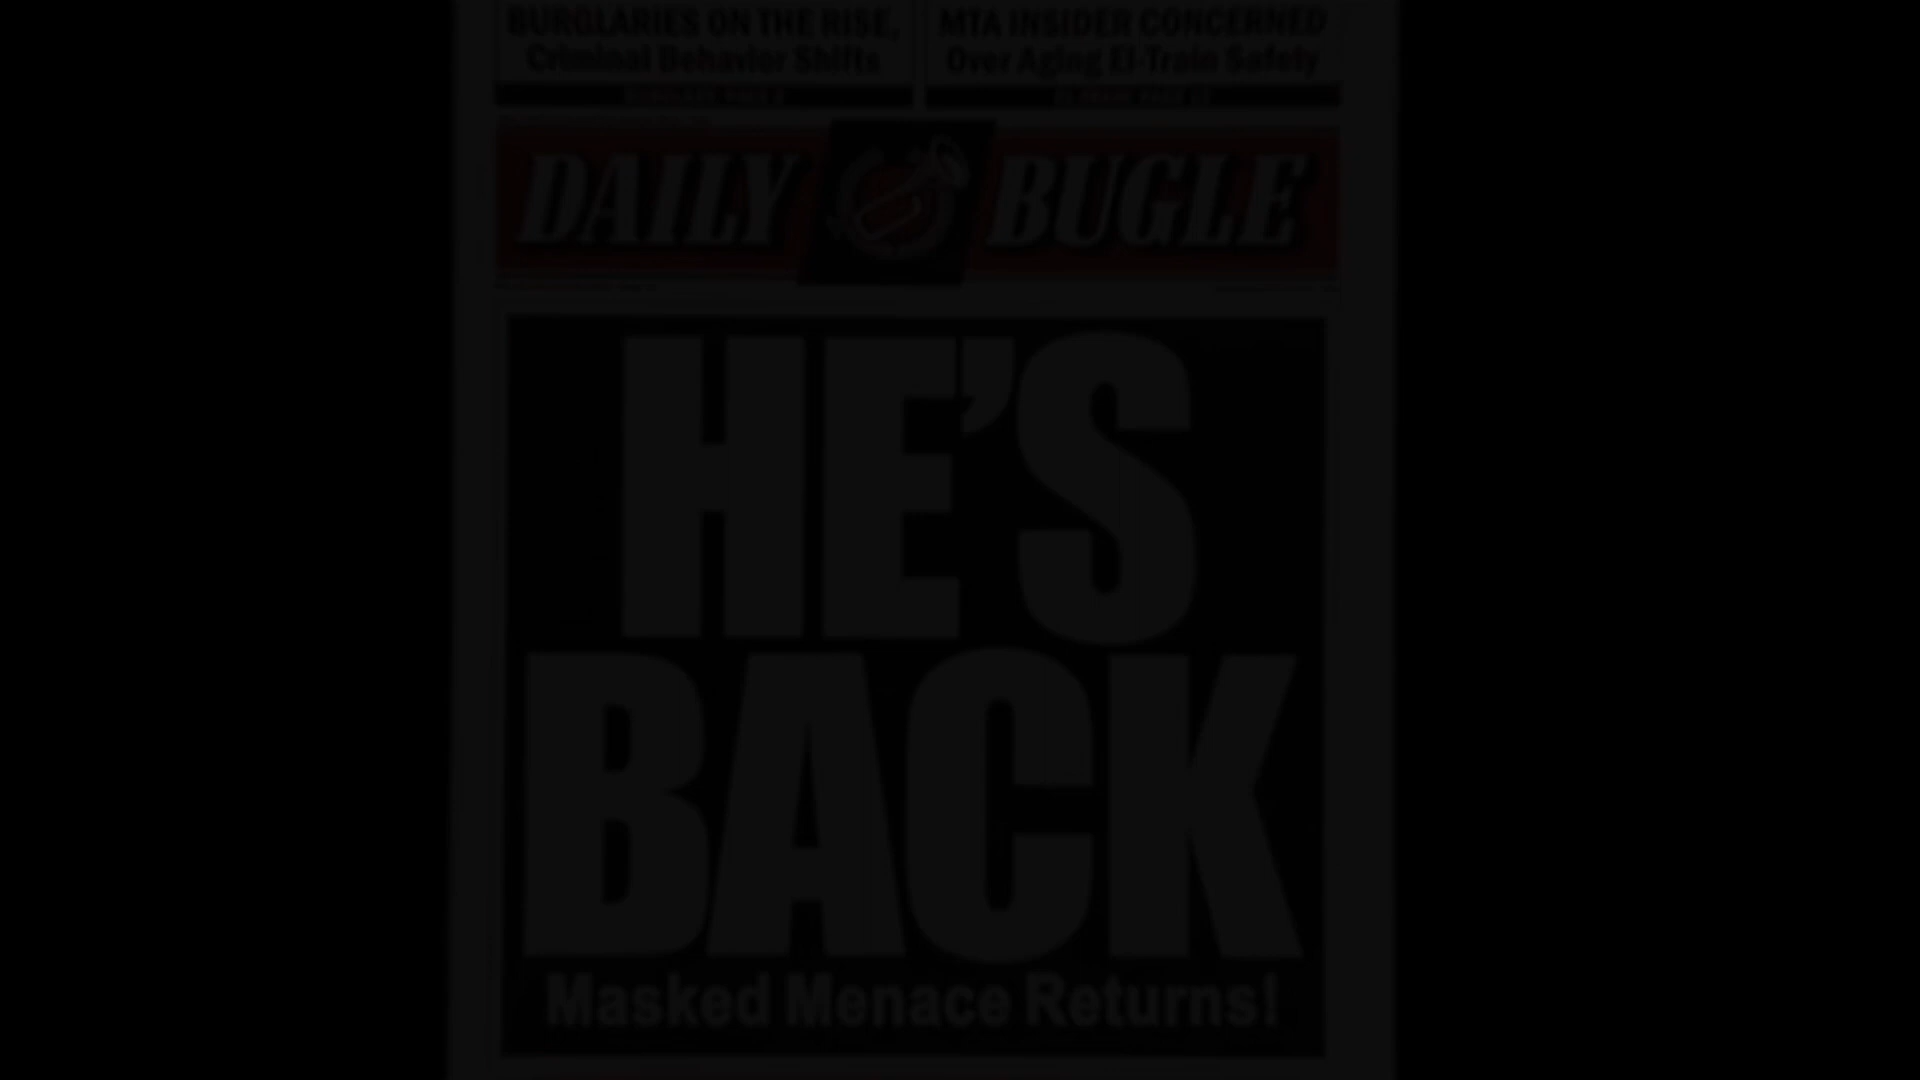 BURGLARIES ON THE RISE,
Criminal Behavior Shifts
MTA INSIDER CONCERNED
Over Aging El-Train Safety
DAILY BUGLE
HE'S
BACK
Masked Menace Returns!